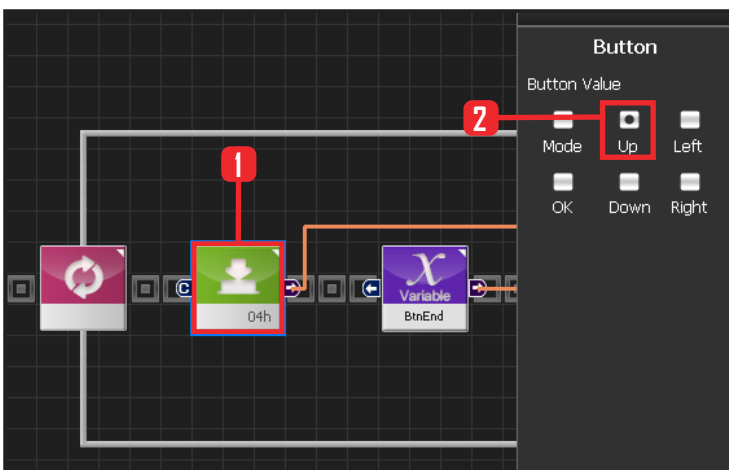 Button
Button Value
2
Mode Up Left
1
OK Down Right
C
X
Variable
04h
BtnEnd